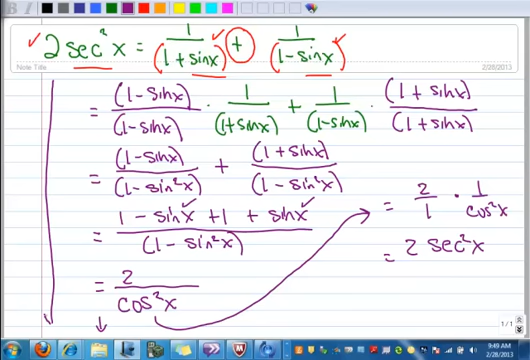 2 sec²x = 1/(1+sinx) + 1/(1-sinx)
Note Title
2/28/2013
= (1-sinx)/(1-sinx) · 1/(1+sinx) + 1/(1-sinx) · (1+sinx)/(1+sinx)
= (1-sinx)/(1-sin²x) + (1+sinx)/(1-sin²x)
= 1 - sinx + 1 + sinx/(1-sin²x)
= 2/cos²x
= 2/1 · 1/cos²x
= 2 sec²x
1/1
9:49 AM
2/28/2013